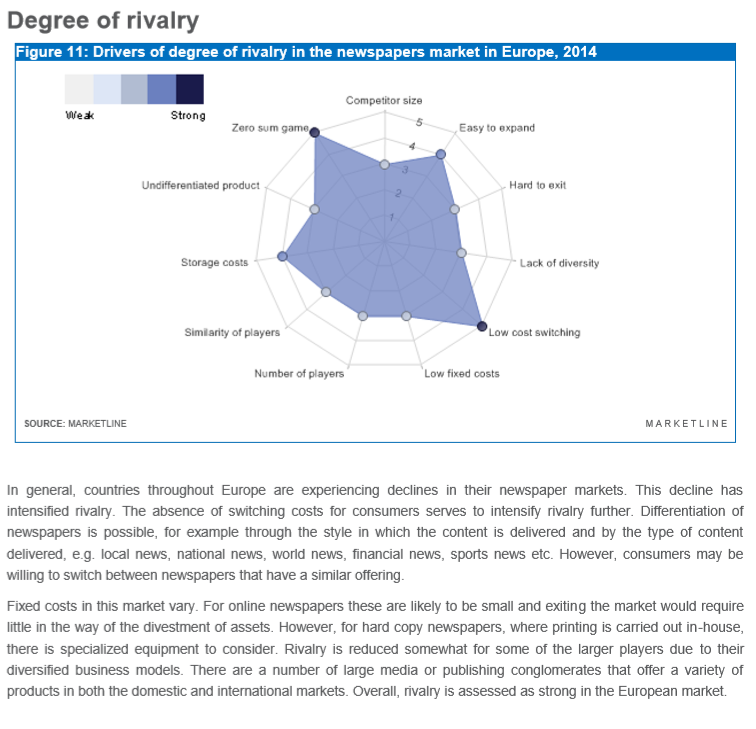 Degree of rivalry
Figure 11: Drivers of degree of rivalry in the newspapers market in Europe, 2014
Weak
Strong
Competitor size
Zero sum game
Easy to expand
5
4
3
2
1
Undifferentiated product
Hard to exit
Storage costs
Lack of diversity
Similarity of players
Low cost switching
Number of players
Low fixed costs
SOURCE: MARKETLINE
MARKETLINE
In general, countries throughout Europe are experiencing declines in their newspaper markets. This decline has
intensified rivalry. The absence of switching costs for consumers serves to intensify rivalry further. Differentiation of
newspapers is possible, for example through the style in which the content is delivered and by the type of content
delivered, e.g. local news, national news, world news, financial news, sports news etc. However, consumers may be
willing to switch between newspapers that have a similar offering.
Fixed costs in this market vary. For online newspapers these are likely to be small and exiting the market would require
little in the way of the divestment of assets. However, for hard copy newspapers, where printing is carried out in-house,
there is specialized equipment to consider. Rivalry is reduced somewhat for some of the larger players due to their
diversified business models. There are a number of large media or publishing conglomerates that offer a variety of
products in both the domestic and international markets. Overall, rivalry is assessed as strong in the European market.